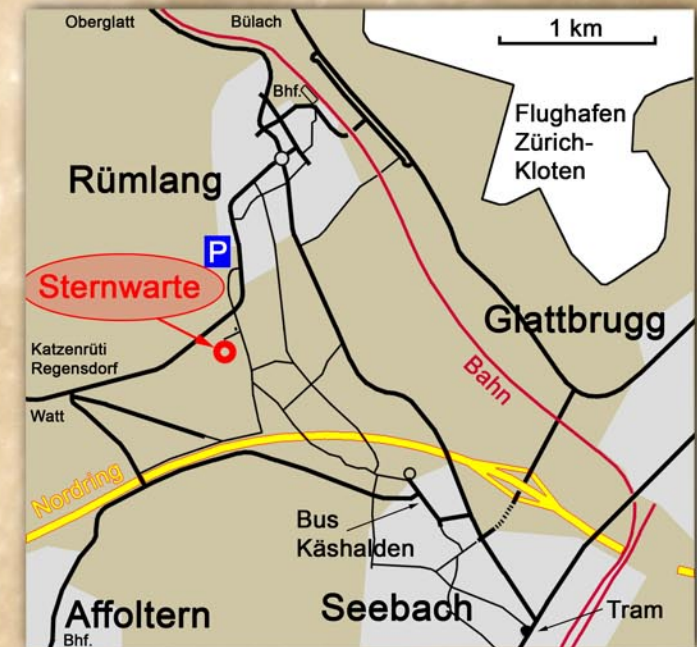 Oberglatt
Bülach
1 km
Bhf.
Flughafen
Zürich-
Kloten
Rümlang
P
Sternwarte
Glattbrugg
Katzenrüti
Regensdorf
Bahn
Watt
Nordring
Bus
Käshalden
Affoltern
Seebach
Tram
Bhf.